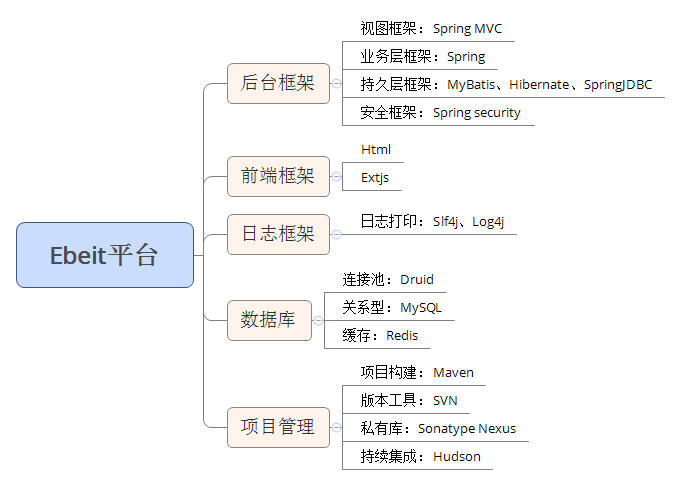 Ebeit平台
后台框架
视图框架：Spring MVC
业务层框架：Spring
持久层框架：MyBatis、Hibernate、SpringJDBC
安全框架：Spring security
前端框架
Html
Extjs
日志框架
日志打印：Slf4j、Log4j
数据库
连接池：Druid
关系型：MySQL
缓存：Redis
项目管理
项目构建：Maven
版本工具：SVN
私有库：Sonatype Nexus
持续集成：Hudson